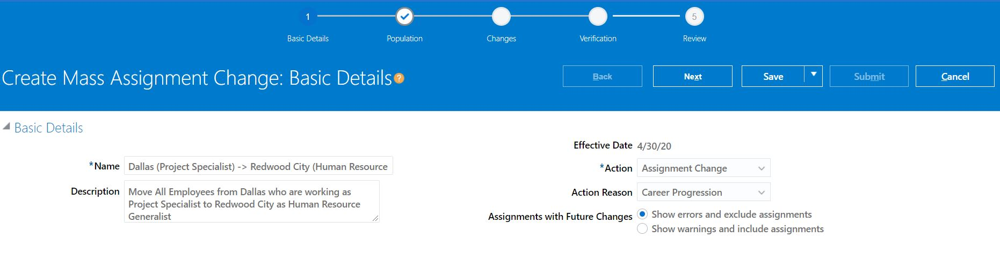 1
5
Basic Details
Population
Changes
Verification
Review
Create Mass Assignment Change: Basic Details ?
Back
Next
Save
Submit
Cancel
Basic Details
Effective Date 4/30/20
*Name Dallas (Project Specialist) -> Redwood City (Human Resource
*Action Assignment Change
Description Move All Employees from Dallas who are working as
Project Specialist to Redwood City as Human Resource
Generalist
Action Reason Career Progression
Assignments with Future Changes Show errors and exclude assignments
Show warnings and include assignments